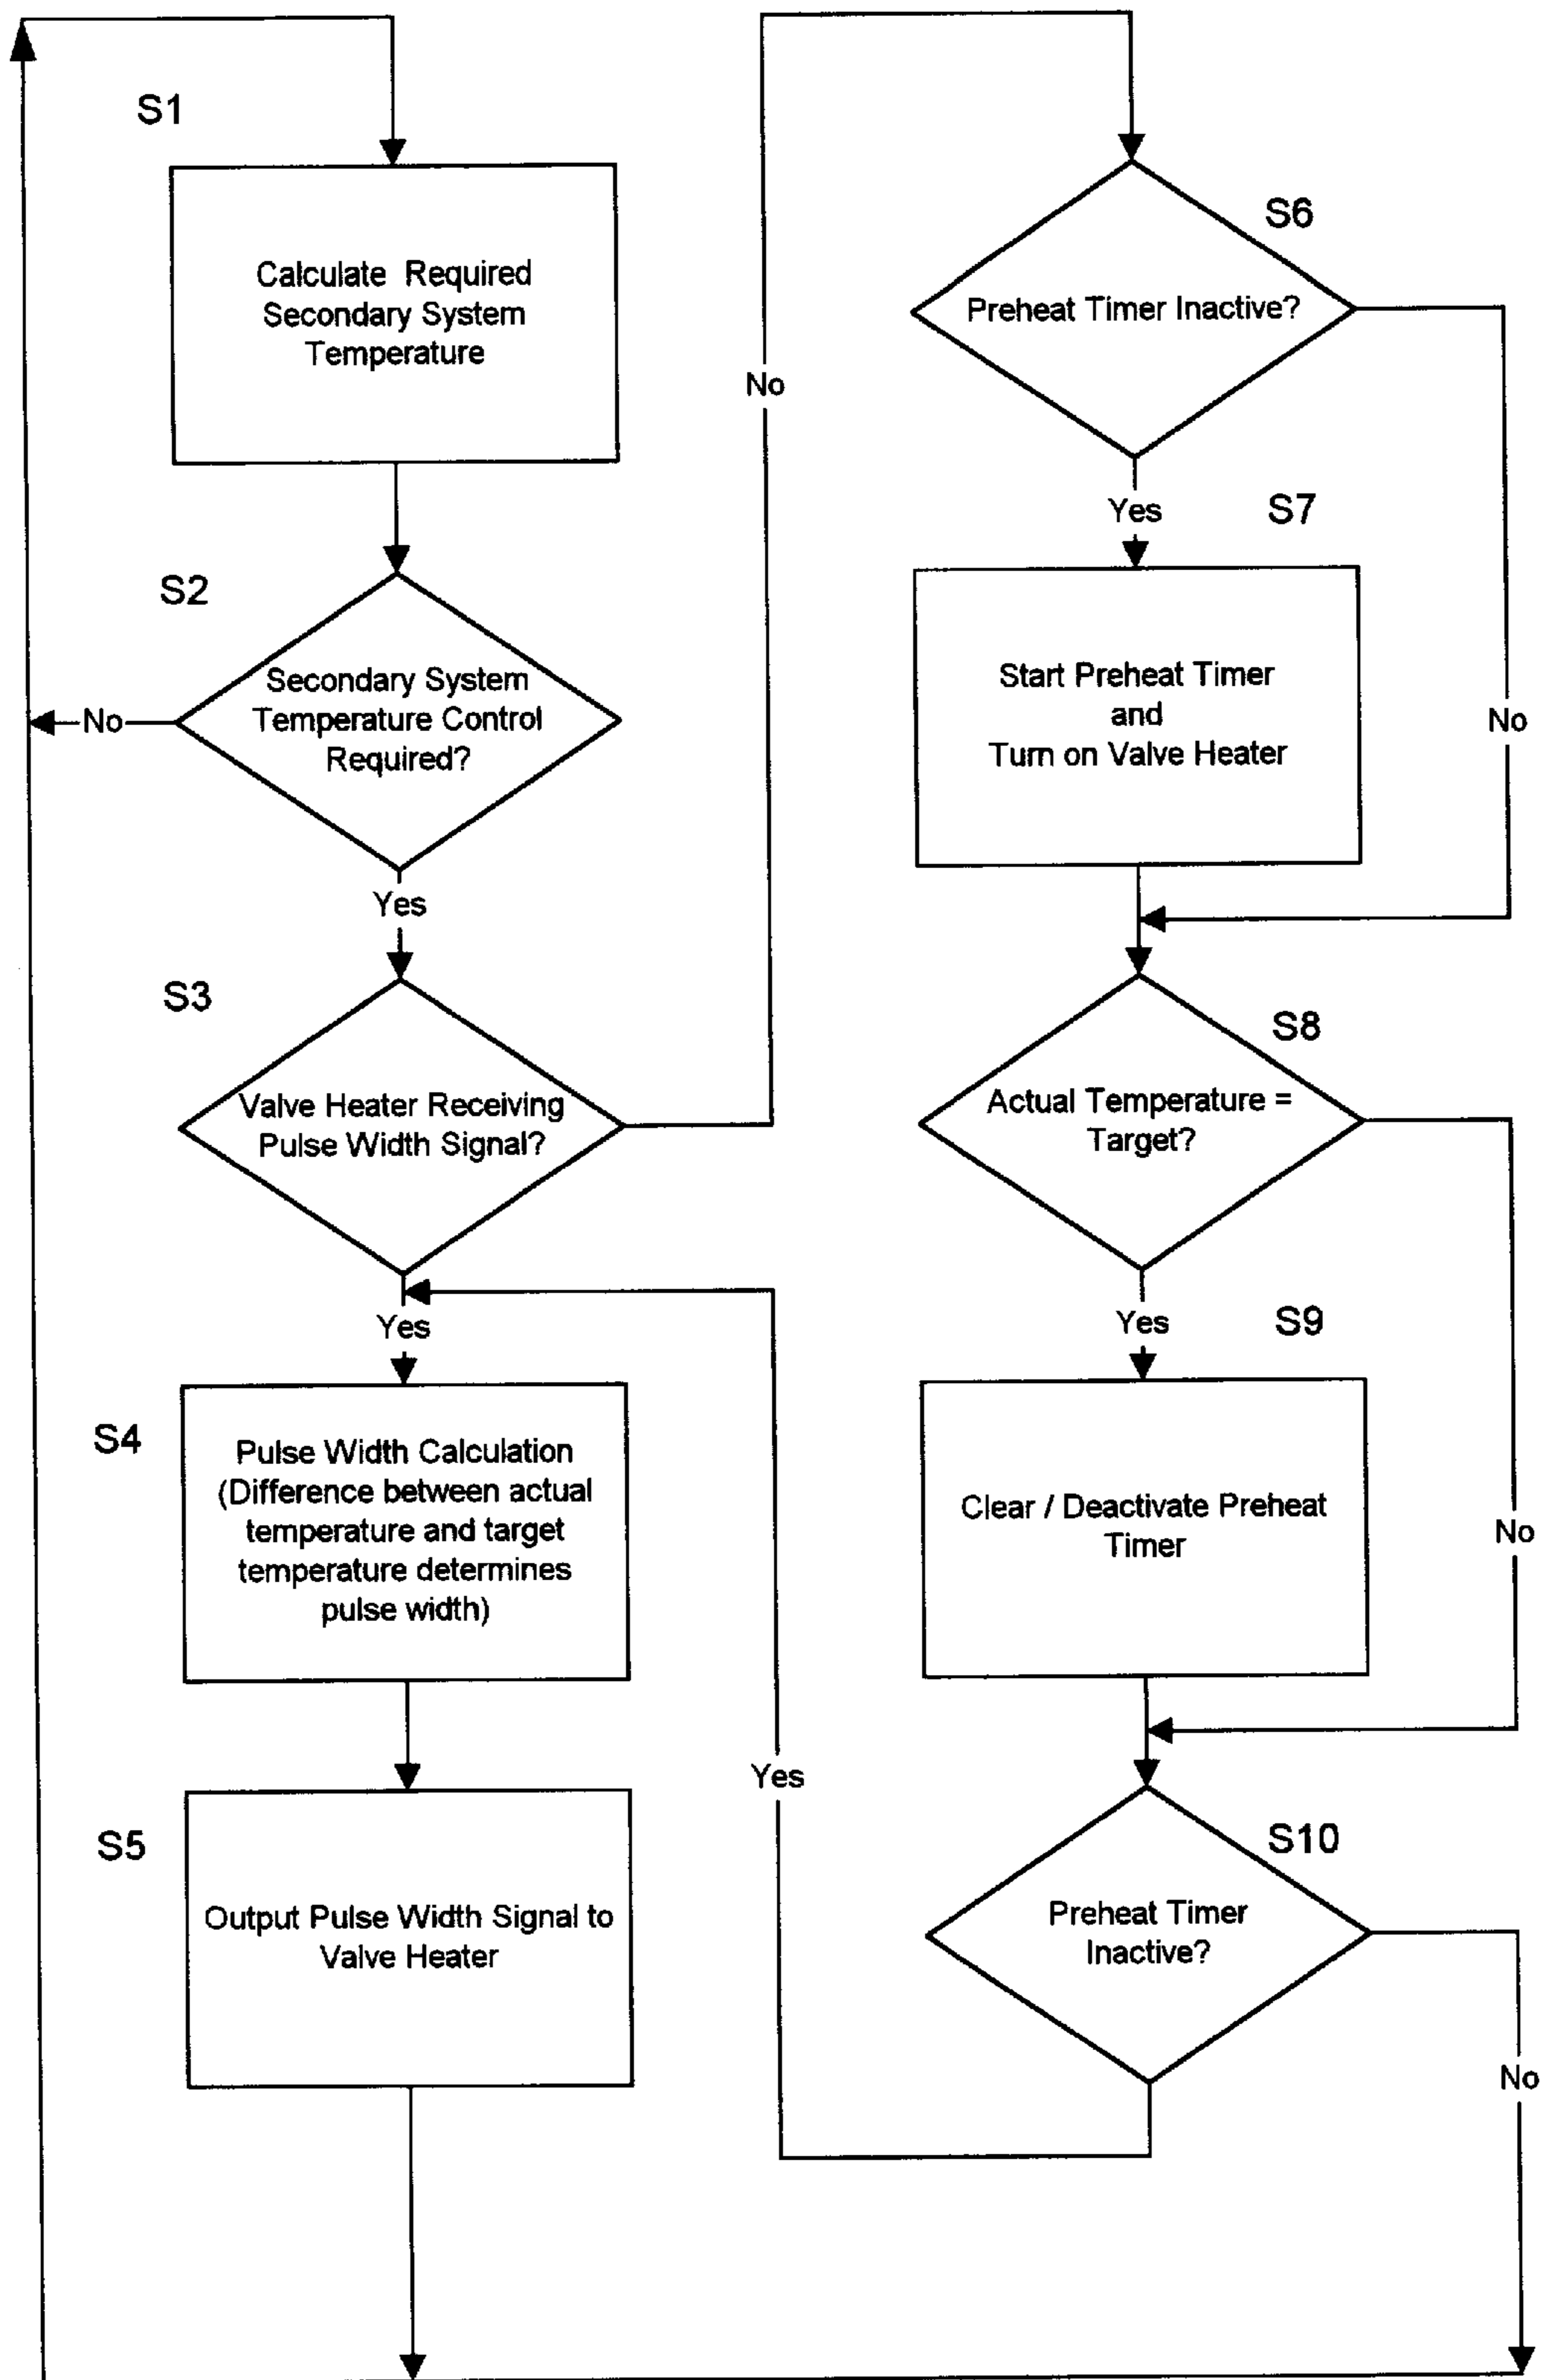 S1
Calculate Required
Secondary System
Temperature
S2
Secondary System
Temperature Control
Required?
No
Yes
S3
Valve Heater Receiving
Pulse Width Signal?
No
Yes
S4
Pulse Width Calculation
(Difference between actual
temperature and target
temperature determines
pulse width)
S5
Output Pulse Width Signal to
Valve Heater
S6
Preheat Timer Inactive?
Yes
No
S7
Start Preheat Timer
and
Turn on Valve Heater
S8
Actual Temperature =
Target?
Yes
No
S9
Clear / Deactivate Preheat
Timer
S10
Preheat Timer
Inactive?
Yes
No